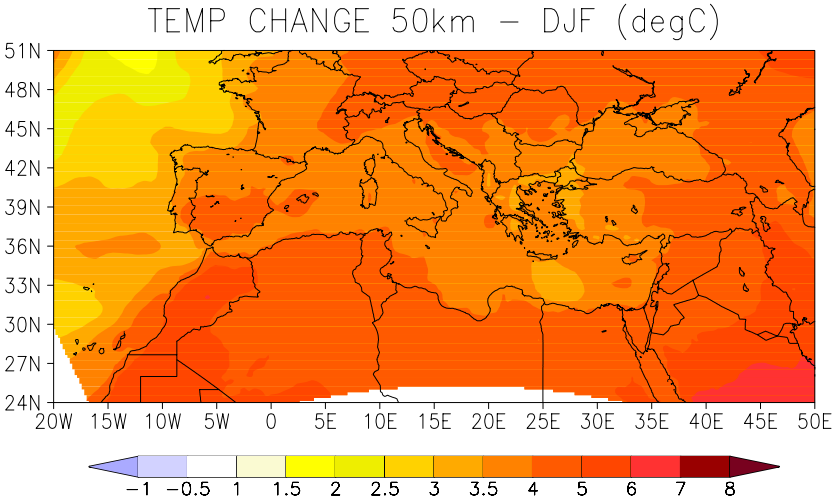 TEMP CHANGE 50km – DJF (degC)
51N
48N
45N
42N
39N
36N
33N
30N
27N
24N
20W 15W 10W 5W 0 5E 10E 15E 20E 25E 30E 35E 40E 45E 50E
-1 -0.5 1 1.5 2 2.5 3 3.5 4 5 6 7 8